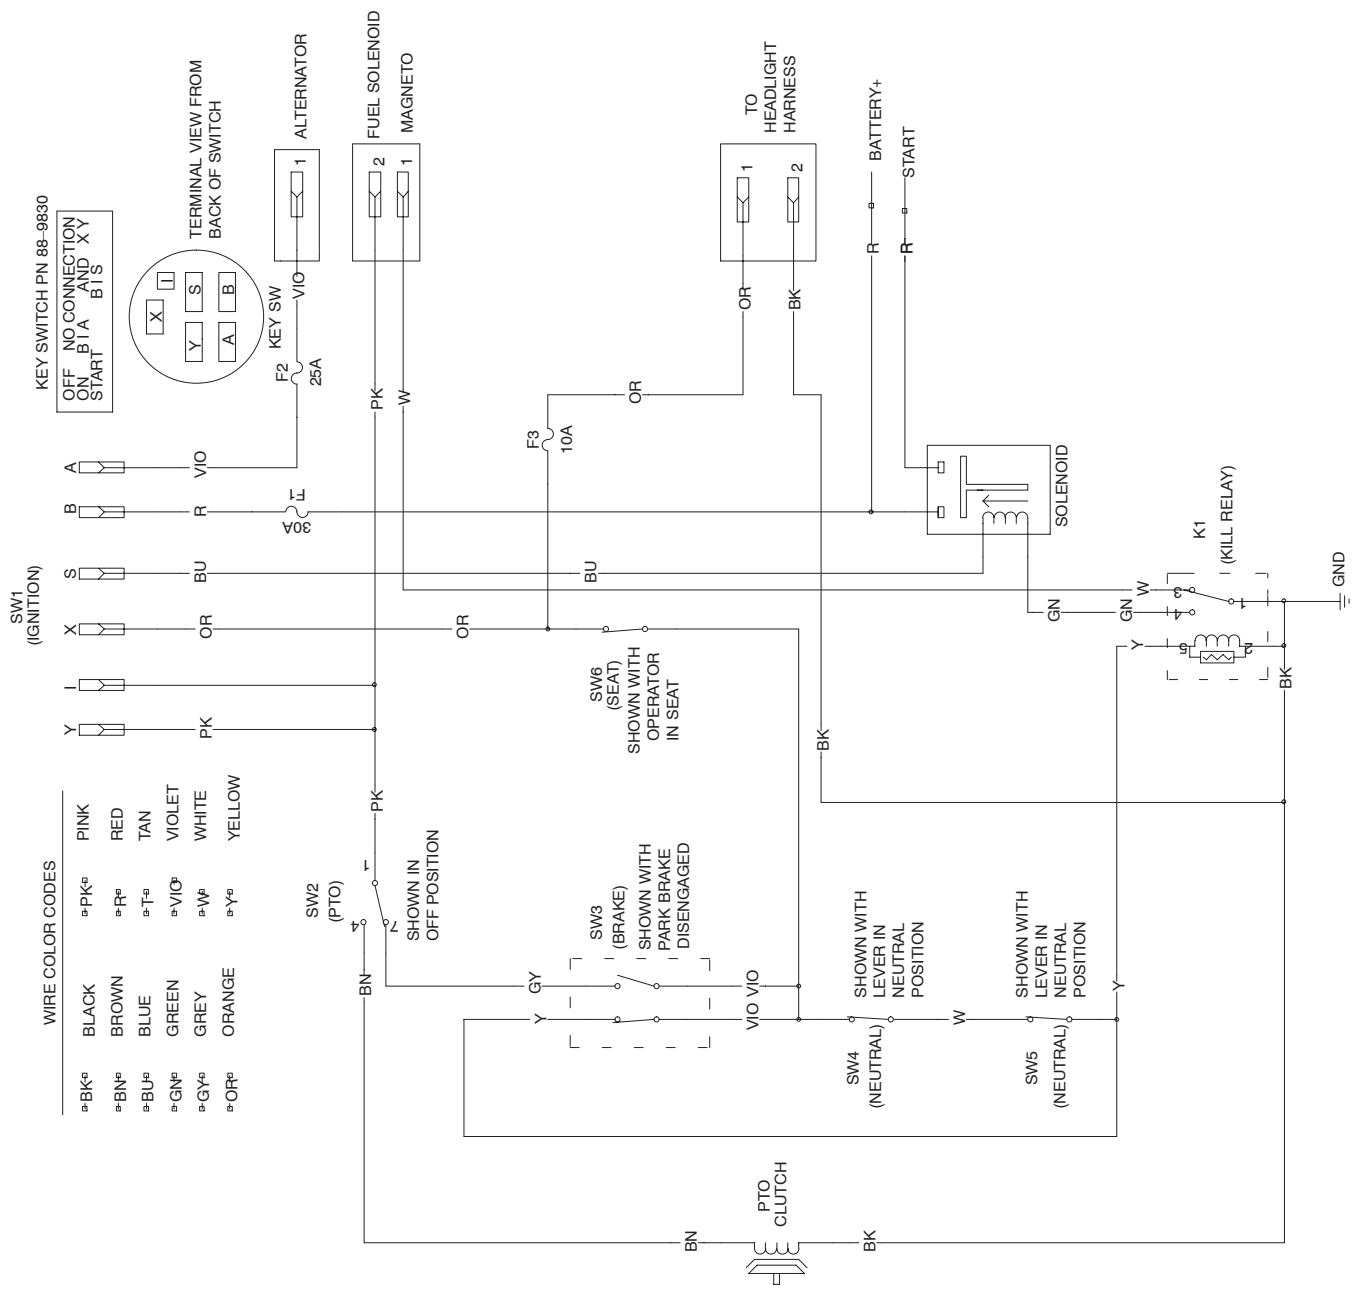 KEY SWITCH PN 88-9830
OFF NO CONNECTION
ON B I A AND X Y
START B I S
TERMINAL VIEW FROM
BACK OF SWITCH
X
I
Y
S
A
B
KEY SW
ALTERNATOR
1
VIO
F2
25A
VIO
FUEL SOLENOID
MAGNETO
2
1
PK
W
TO
HEADLIGHT
HARNESS
1
2
OR
BK
OR
F3
10A
BATTERY+
START
R
R
SW1
(IGNITION)
A
B
S
X
I
Y
R
F1
30A
BU
BU
OR
OR
PK
SOLENOID
K1
(KILL RELAY)
W
3
4
1
GN
GN
Y
5
2
GND
BK
SW6
(SEAT)
SHOWN WITH
OPERATOR
IN SEAT
BK
PK
SW2
(PTO)
1
4
7
SHOWN IN
OFF POSITION
BN
SW3
(BRAKE)
SHOWN WITH
PARK BRAKE
DISENGAGED
GY
Y
VIO
VIO
SHOWN WITH
LEVER IN
NEUTRAL
POSITION
SW4
(NEUTRAL)
W
SHOWN WITH
LEVER IN
NEUTRAL
POSITION
SW5
(NEUTRAL)
Y
PTO
CLUTCH
BN
BK
WIRE COLOR CODES
BK BLACK PK PINK
BN BROWN R RED
BU BLUE T TAN
GN GREEN VIO VIOLET
GY GREY W WHITE
OR ORANGE Y YELLOW